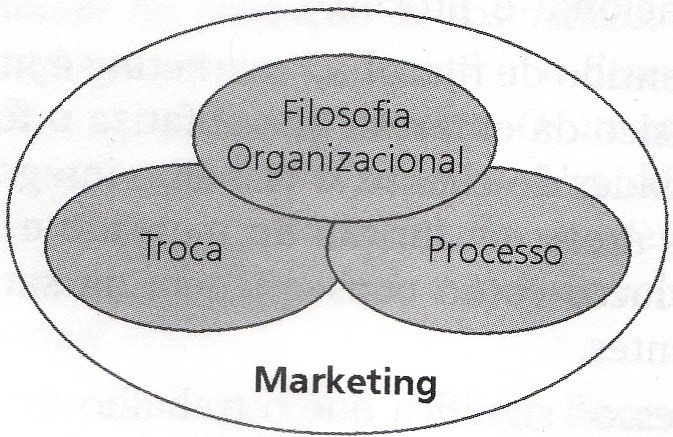 Filosofia
Organizacional
Troca
Processo
Marketing